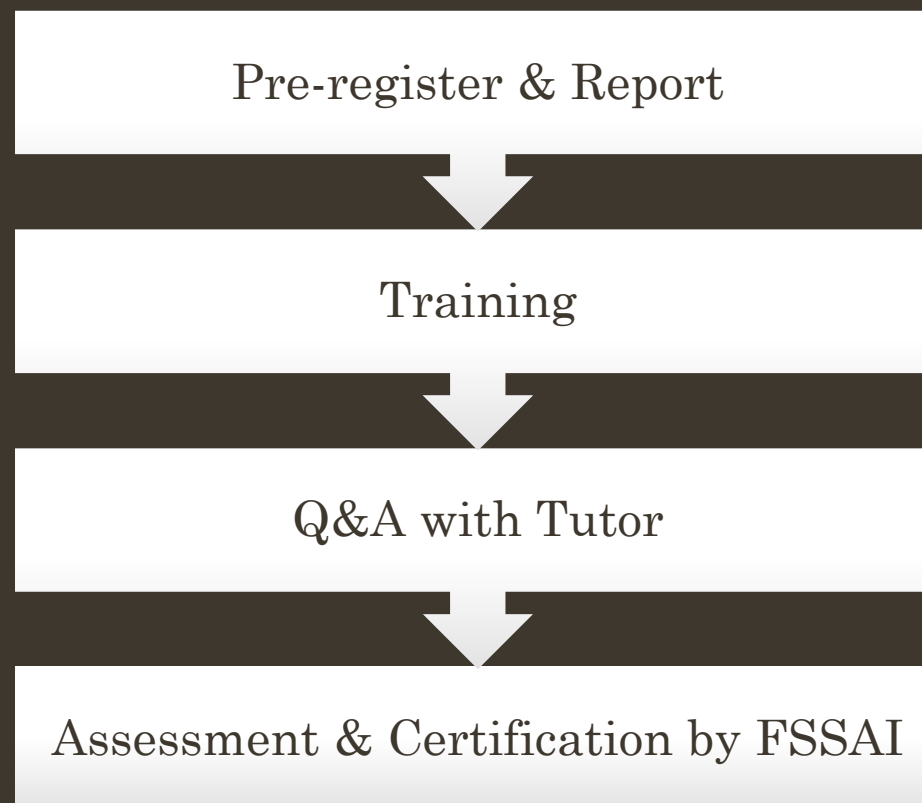 Pre-register & Report
Training
Q&A with Tutor
Assessment & Certification by FSSAI